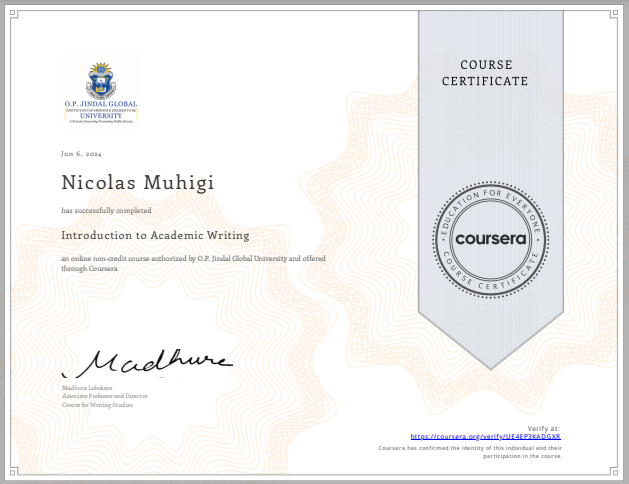 COURSE
CERTIFICATE
O.P. JINDAL GLOBAL
INSTITUTION OF EMINENCE DEEMED TO BE
UNIVERSITY
A Private University Promoting Public Service
Jun 6, 2024
Nicolas Muhigi
has successfully completed
Introduction to Academic Writing
an online non-credit course authorized by O.P. Jindal Global University and offered
through Coursera
EDUCATION FOR EVERYONE
coursera
COURSE CERTIFICATE
Madhura
Madhura Lohokare
Associate Professor and Director
Centre for Writing Studies
Verify at:
https://coursera.org/verify/UE4EP3KADGXR
Coursera has confirmed the identity of this individual and their
participation in the course.